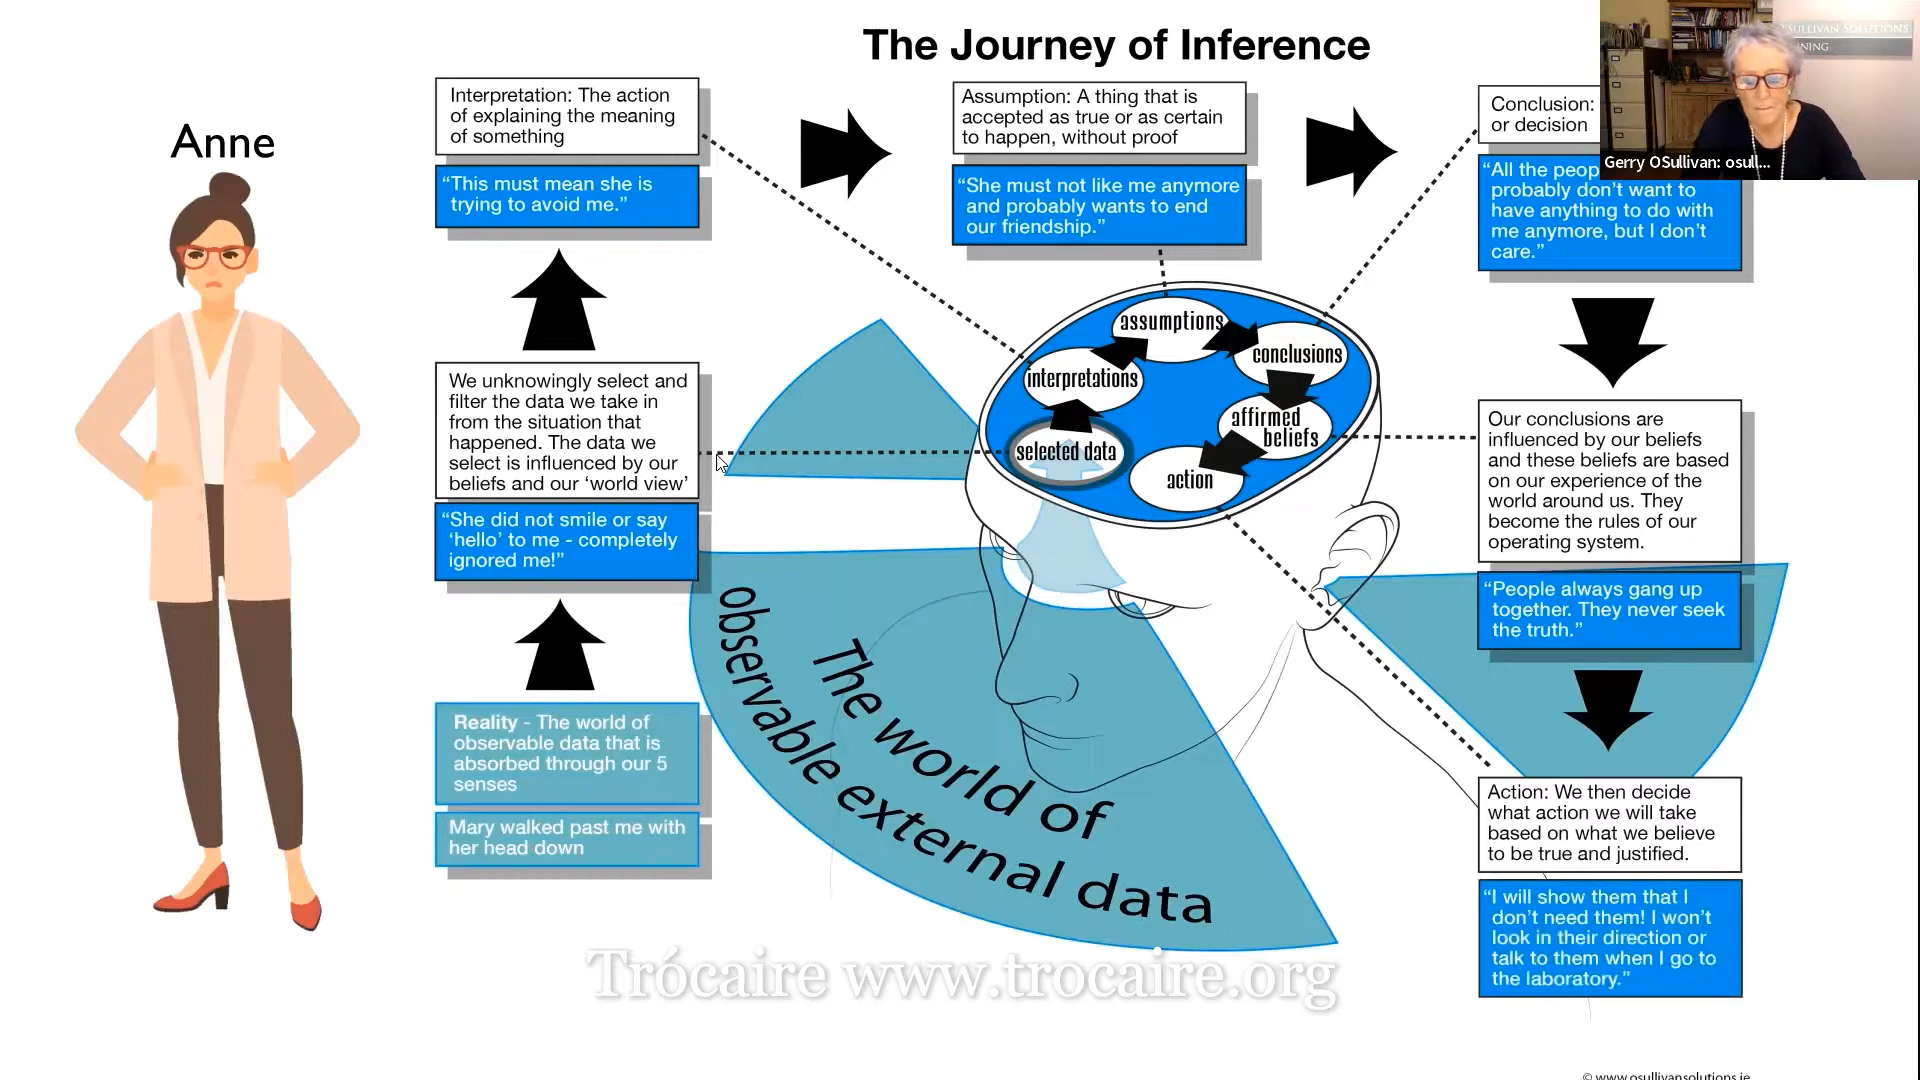 The Journey of Inference
Anne
Interpretation: The action
of explaining the meaning
of something
“This must mean she is
trying to avoid me.”
We unknowingly select and
filter the data we take in
from the situation that
happened. The data we
select is influenced by our
beliefs and our ‘world view’
“She did not smile or say
‘hello’ to me - completely
ignored me!”
Reality - The world of
observable data that is
absorbed through our 5
senses
Mary walked past me with
her head down
Assumption: A thing that is
accepted as true or as certain
to happen, without proof
“She must not like me anymore
and probably wants to end
our friendship.”
Conclusion:
or decision
“All the peop
probably don’t want to
have anything to do with
me anymore, but I don’t
care.”
Our conclusions are
influenced by our beliefs
and these beliefs are based
on our experience of the
world around us. They
become the rules of our
operating system.
“People always gang up
together. They never seek
the truth.”
Action: We then decide
what action we will take
based on what we believe
to be true and justified.
“I will show them that I
don’t need them! I won’t
look in their direction or
talk to them when I go to
the laboratory.”
selected data
interpretations
assumptions
conclusions
affirmed
beliefs
action
The world of
observable external data
O'SULLIVAN SOLUTIONS
NING
Gerry OSullivan: osull...
Trócaire www.trocaire.org
© www.osullivansolutions.ie